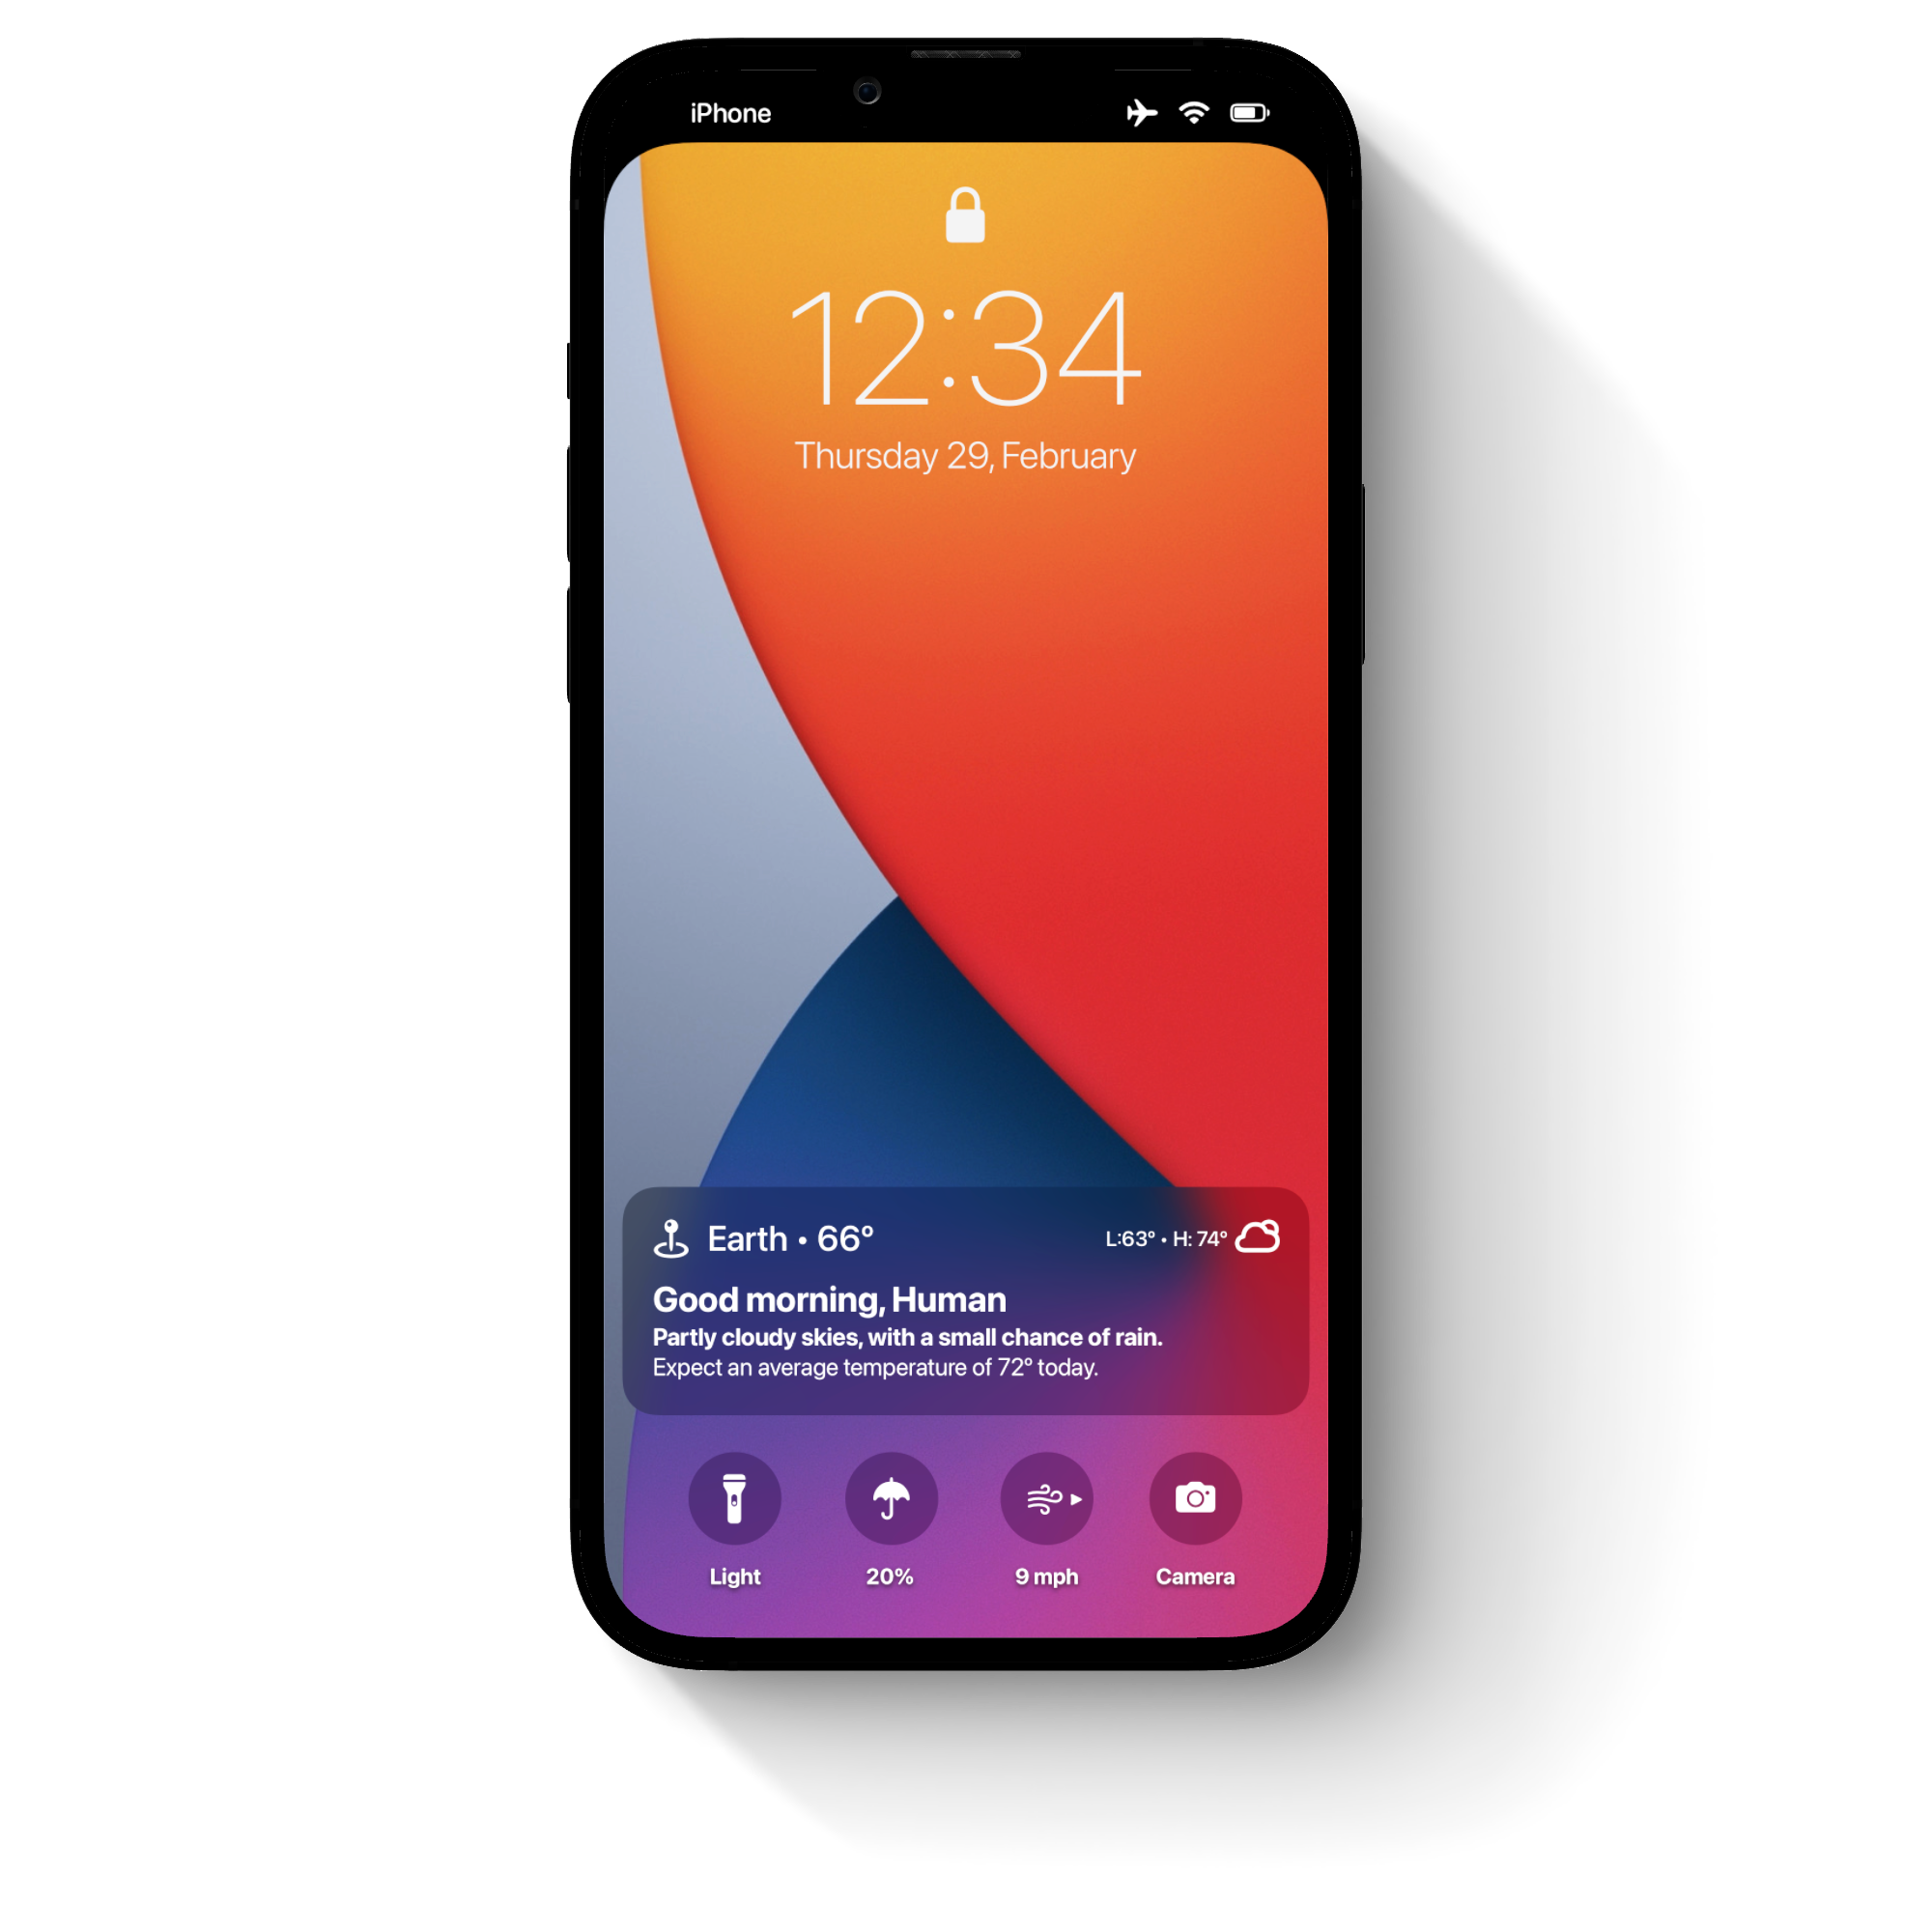 iPhone
12:34
Thursday 29, February
Earth • 66°
L:63° • H: 74°
Good morning, Human
Partly cloudy skies, with a small chance of rain.
Expect an average temperature of 72° today.
Light
20%
9 mph
Camera